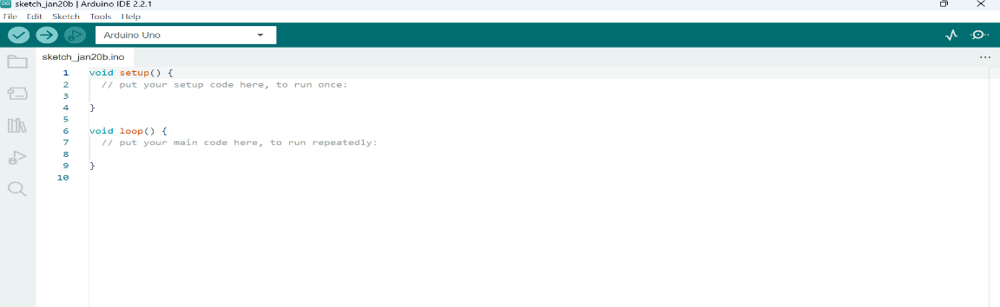 sketch_jan20b | Arduino IDE 2.2.1
File Edit Sketch Tools Help
Arduino Uno
sketch_jan20b.ino
1 void setup() {
2   // put your setup code here, to run once:
3
4 }
5
6 void loop() {
7   // put your main code here, to run repeatedly:
8
9 }
10